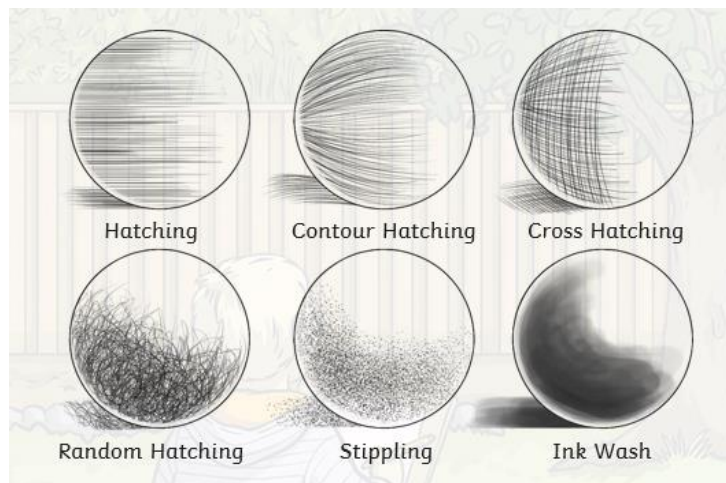 Hatching
Contour Hatching
Cross Hatching
Random Hatching
Stippling
Ink Wash